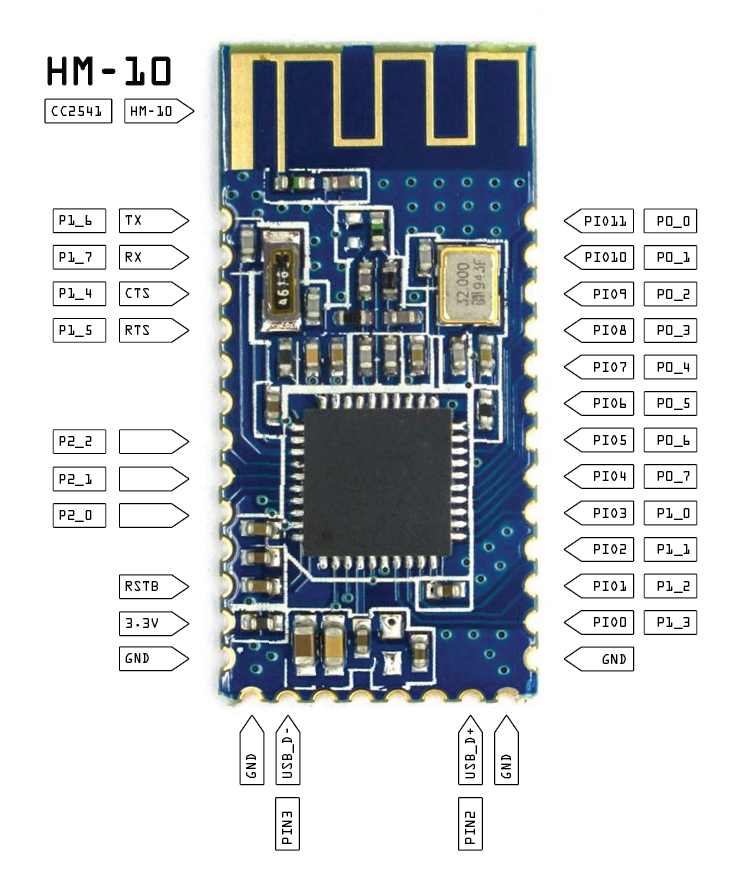 HM-10
CC2541 HM-10
P1_6 TX
P1_7 RX
P1_4 CTS
P1_5 RTS
P2_2
P2_1
P2_0
RSTB
3.3V
GND
PIO11 P0_0
PIO10 P0_1
PIO9 P0_2
PIO8 P0_3
PIO7 P0_4
PIO6 P0_5
PIO5 P0_6
PIO4 P0_7
PIO3 P1_0
PIO2 P1_1
PIO1 P1_2
PIO0 P1_3
GND
32.000
943F
GND
USB_D-
USB_D+
GND
PIN3
PIN2